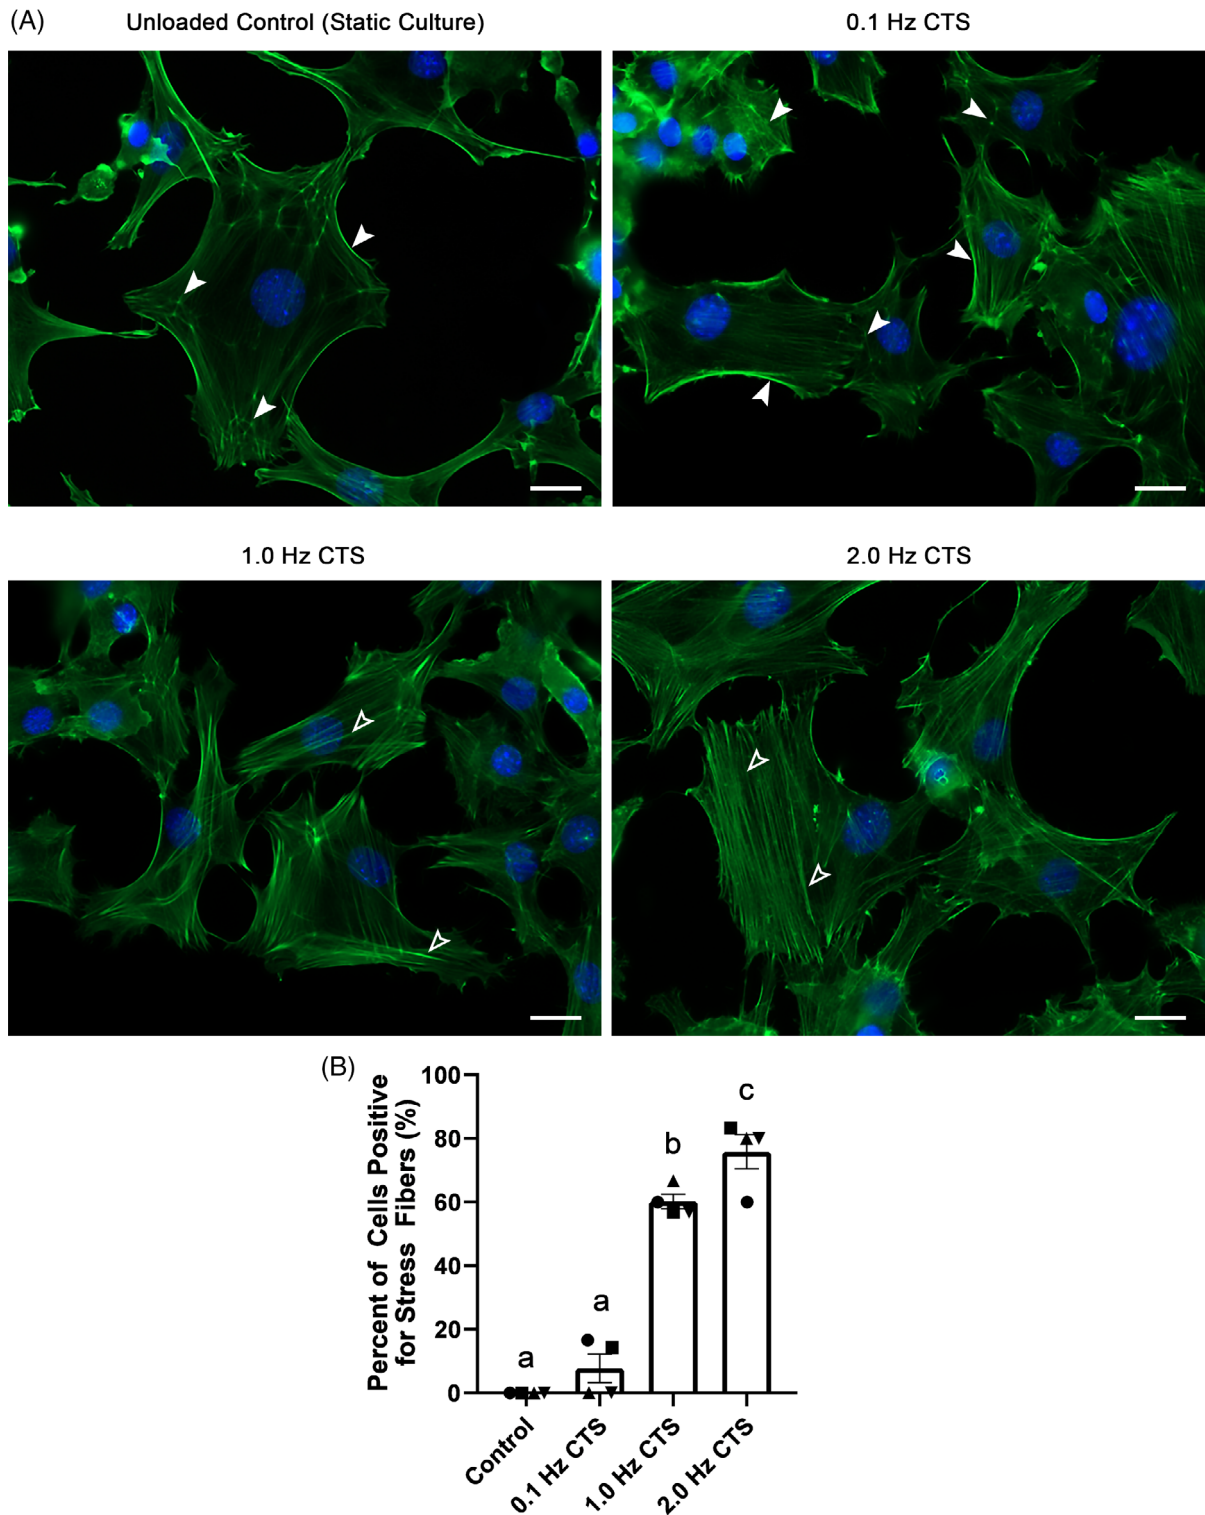 (A)
Unloaded Control (Static Culture)
0.1 Hz CTS
1.0 Hz CTS
2.0 Hz CTS
(B)
Percent of Cells Positive
for Stress Fibers (%)
100
80
60
40
20
0
a
a
b
c
Control
0.1 Hz CTS
1.0 Hz CTS
2.0 Hz CTS